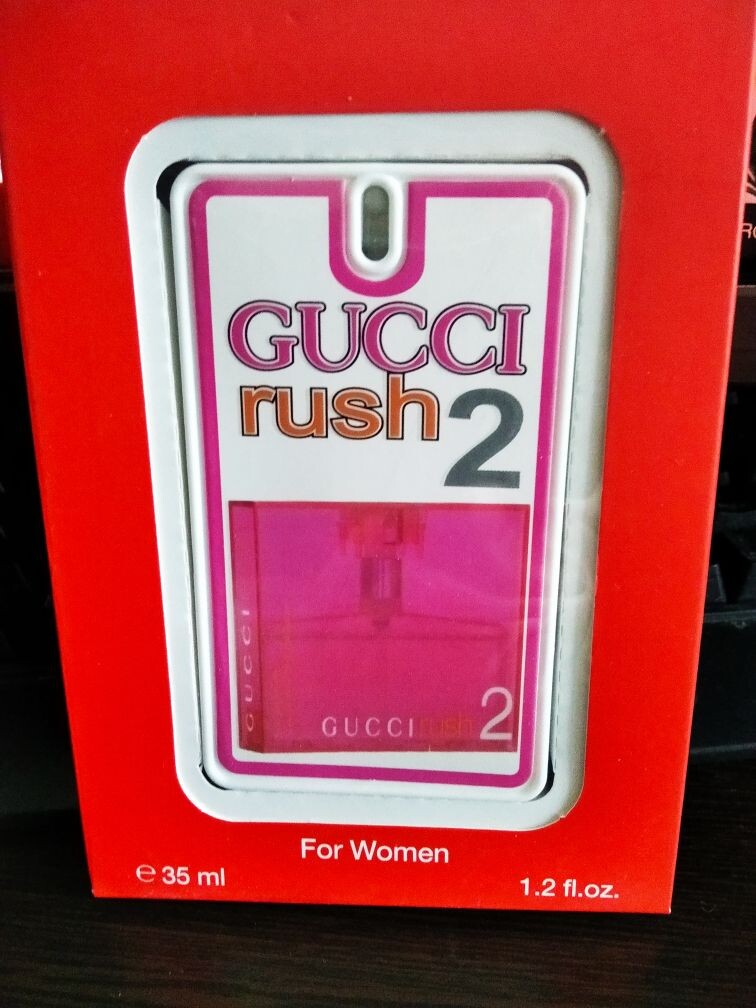 GUCCI
rush 2
GUCCI
GUCCI rush 2
For Women
e 35 ml
1.2 fl.oz.